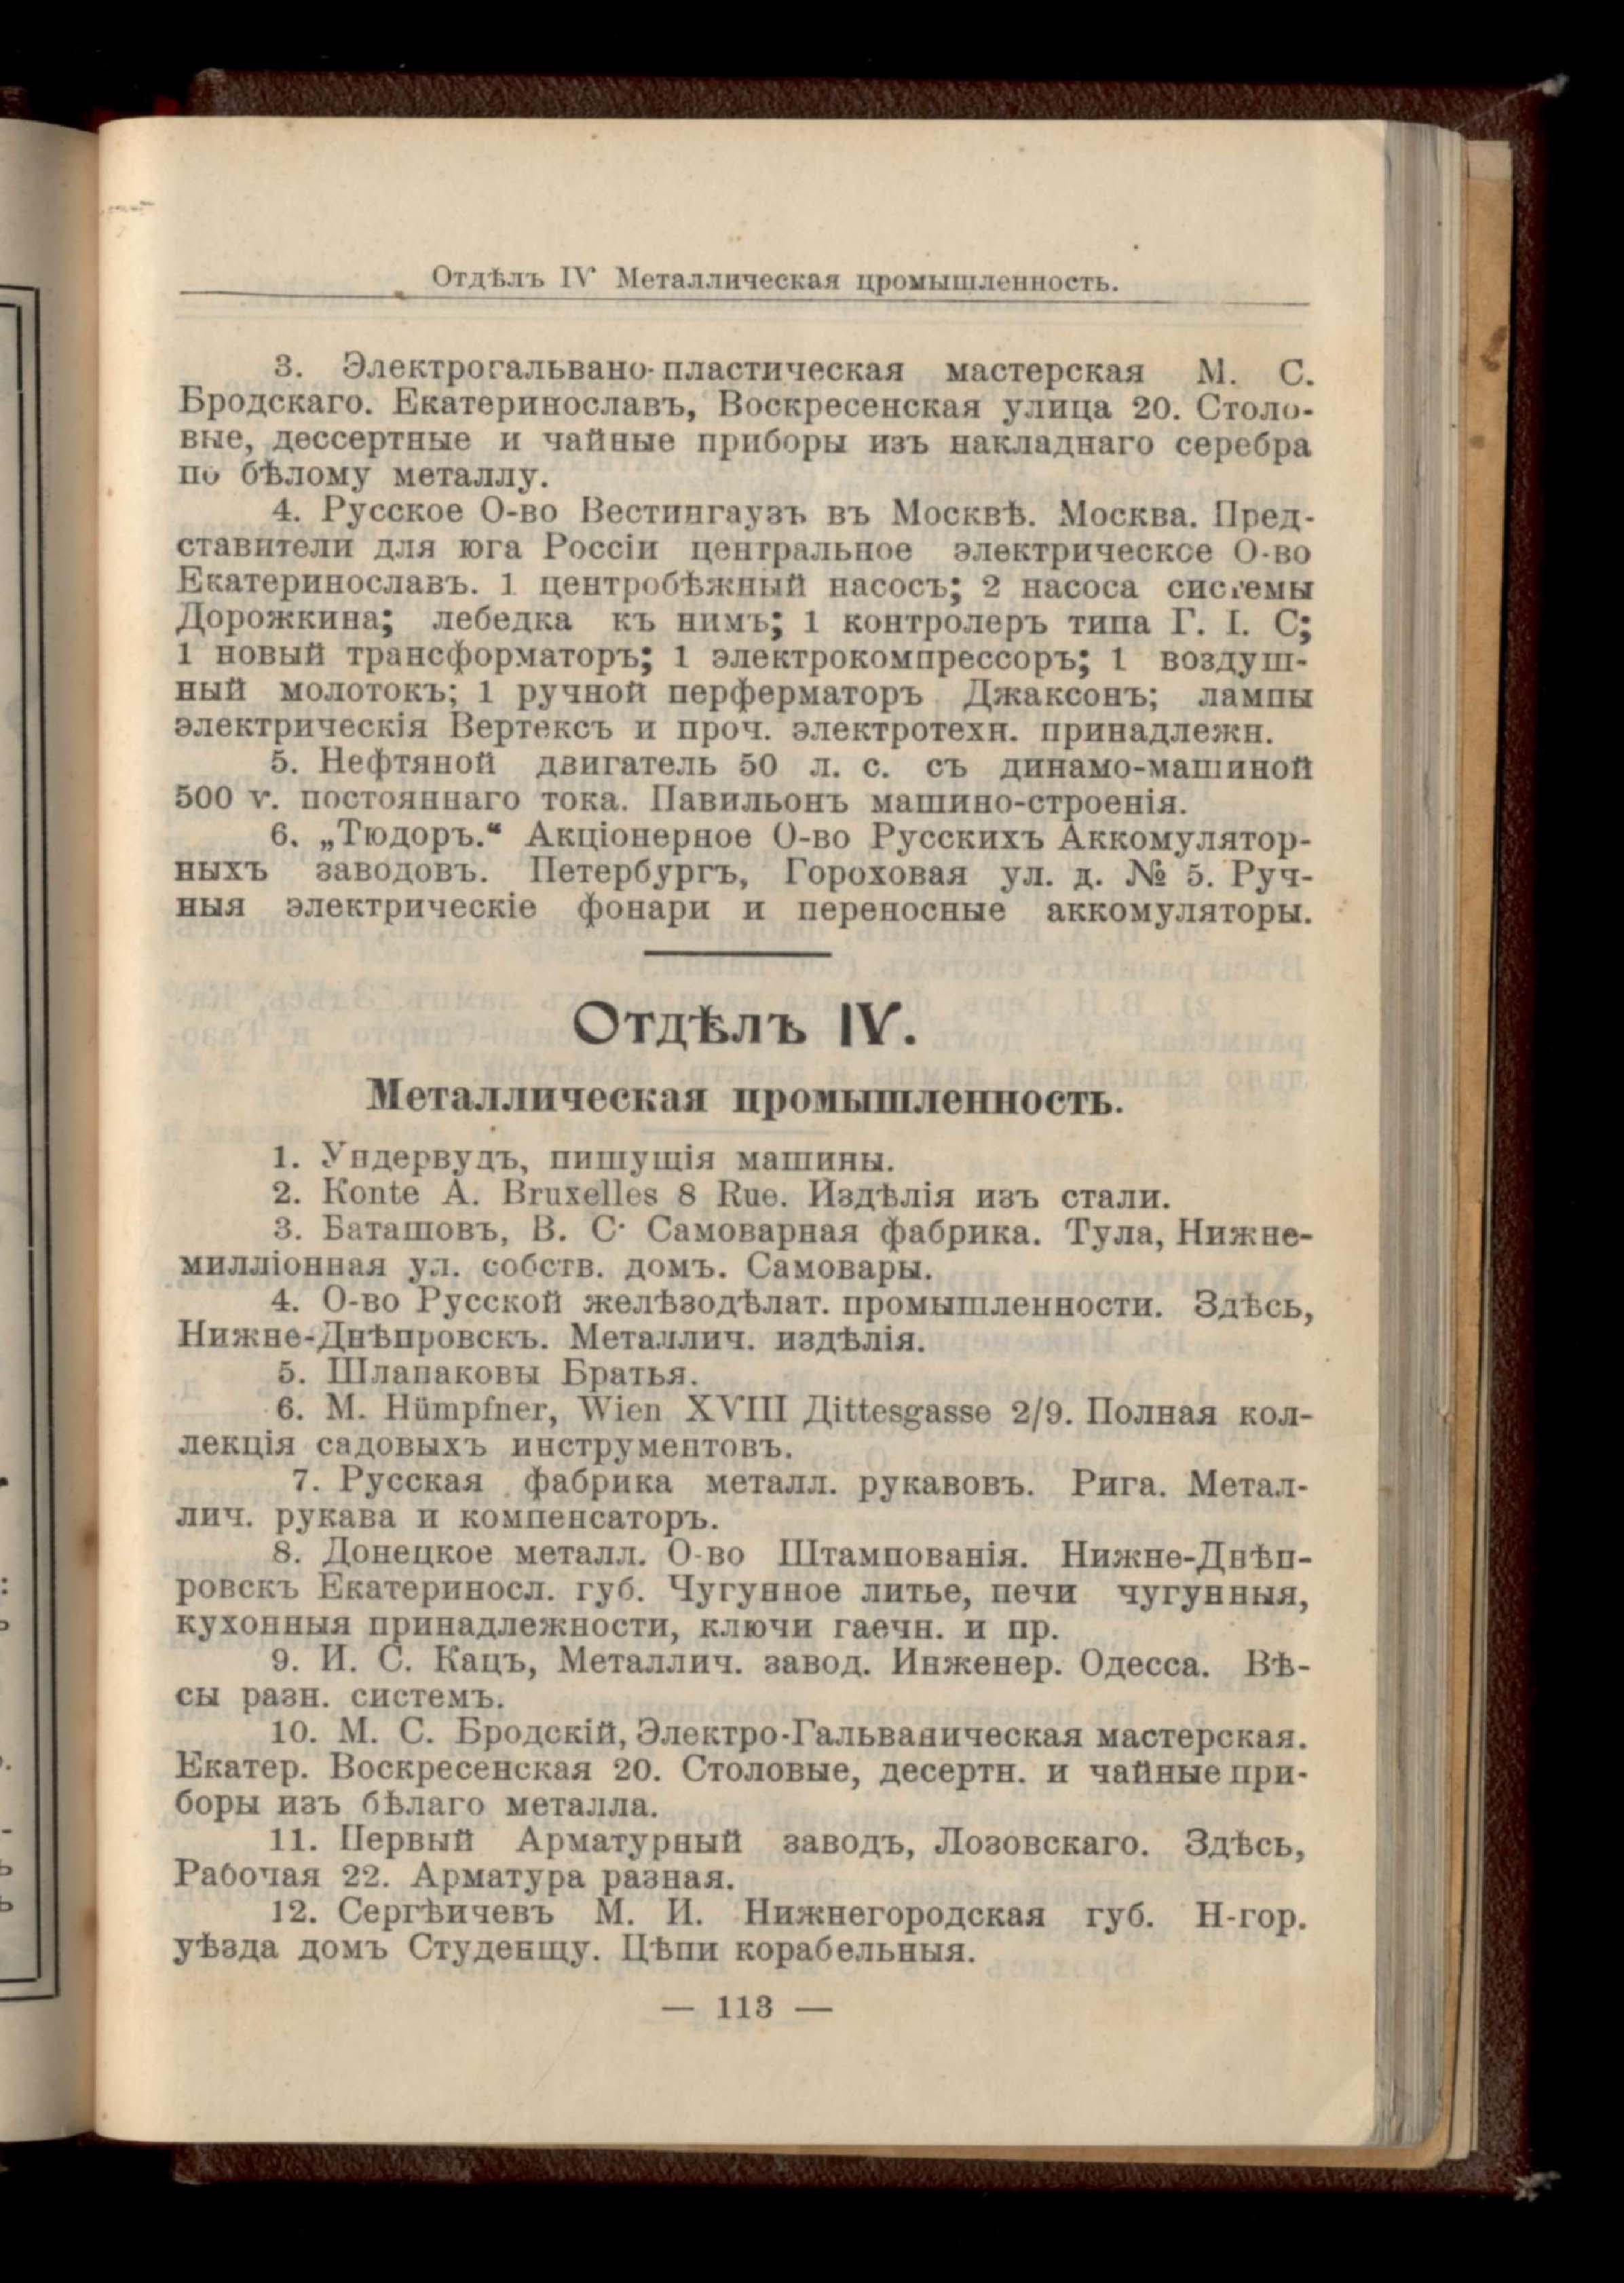 Отдѣлъ IV Металлическая промышленность.
3. Электрогальвано-пластическая мастерская М. С.
Бродскаго. Екатеринославъ, Воскресенская улица 20. Столо-
вые, дессертные и чайные приборы изъ накладнаго серебра
по бѣлому металлу.
4. Русское О-во Вестингаузъ въ Москвѣ. Москва. Пред-
ставители для юга Россіи центральное электрическое О-во
Екатеринославъ. 1 центробѣжный насосъ; 2 насоса системы
Дорожкина; лебедка къ нимъ; 1 контролеръ типа Г. І. С;
1 новый трансформаторъ; 1 электрокомпрессоръ; 1 воздуш-
ный молотокъ; 1 ручной перферматоръ Джаксонъ; лампы
электрическія Вертексъ и проч. электротехн. принадлежн.
5. Нефтяной двигатель 50 л. с. съ динамо-машиной
500 v. постояннаго тока. Павильонъ машино-строенія.
6. „Тюдоръ.“ Акціонерное О-во Русскихъ Аккомулятор-
ныхъ заводовъ. Петербургъ, Гороховая ул. д. № 5. Руч-
ныя электрическіе фонари и переносные аккомуляторы.
Отдѣлъ IV.
Металлическая промышленность.
1. Ундервудъ, пишущія машины.
2. Konte A. Bruxelles 8 Rue. Издѣлія изъ стали.
3. Баташовъ, В. С· Самоварная фабрика. Тула, Нижне-
милліонная ул. собств. домъ. Самовары.
4. О-во Русской желѣзодѣлат. промышленности. Здѣсь,
Нижне-Днѣпровскъ. Металлич. издѣлія.
5. Шлапаковы Братья.
6. M. Hümpfner, Wien XVIII Дittesgasse 2/9. Полная кол-
лекція садовыхъ инструментовъ.
7. Русская фабрика металл. рукавовъ. Рига. Метал-
лич. рукава и компенсаторъ.
8. Донецкое металл. О-во Штампованія. Нижне-Днѣп-
ровскъ Екатериносл. губ. Чугунное литье, печи чугунныя,
кухонныя принадлежности, ключи гаечн. и пр.
9. И. С. Кацъ, Металлич. завод. Инженер. Одесса. Вѣ-
сы разн. системъ.
10. М. С. Бродскій, Электро-Гальваническая мастерская.
Екатер. Воскресенская 20. Столовые, десертн. и чайные при-
боры изъ бѣлаго металла.
11. Первый Арматурный заводъ, Лозовскаго. Здѣсь,
Рабочая 22. Арматура разная.
12. Сергѣичевъ М. И. Нижнегородская губ. Н-гор.
уѣзда домъ Студенщу. Цѣпи корабельныя.
— 113 —